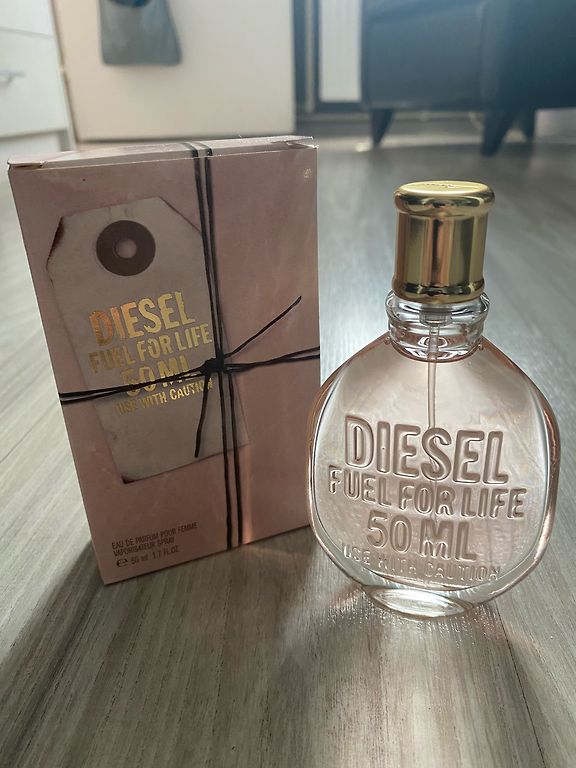 DIESEL
FUEL FOR LIFE
50 ML
USE WITH CAUTION
EAU DE PARFUM POUR FEMME
VAPORISATEUR SPRAY
℮ 50 ml 1.7 FL.OZ
DIESEL
FUEL FOR LIFE
50 ML
USE WITH CAUTION